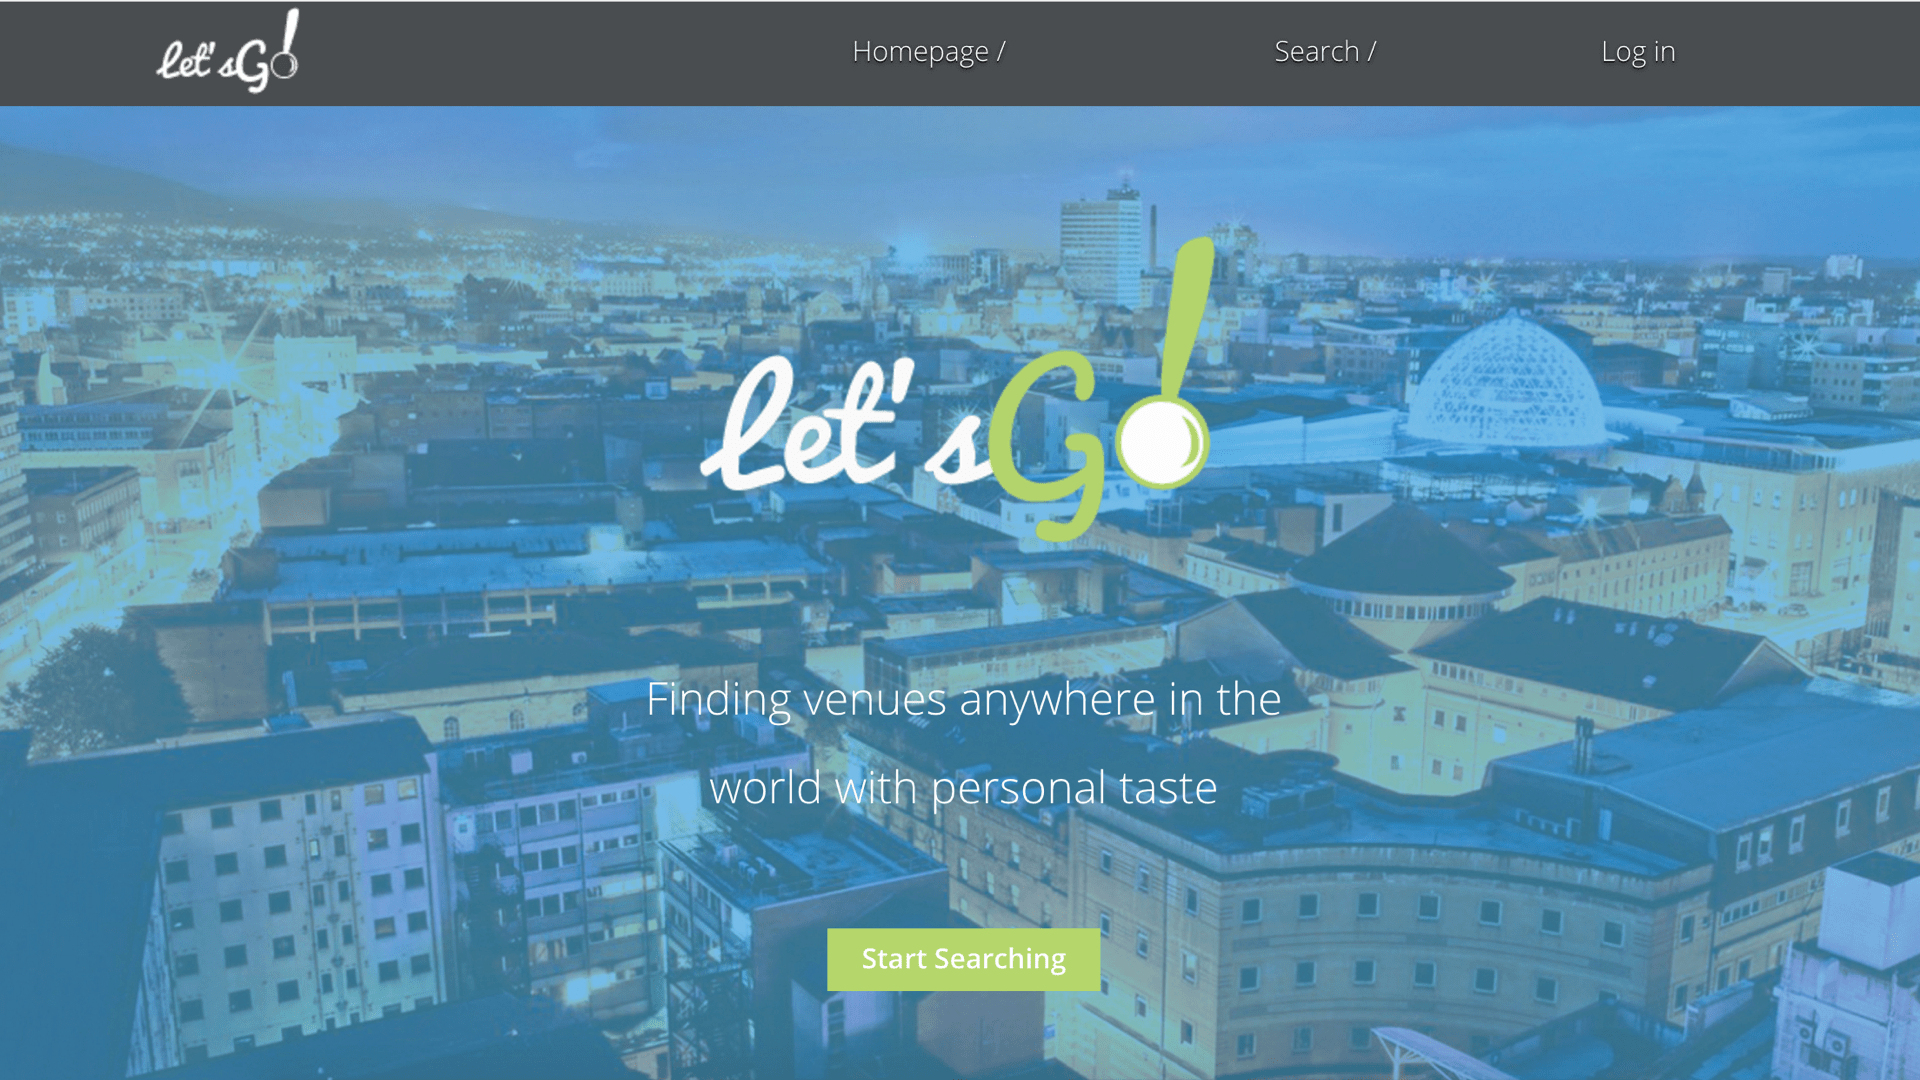 let'sGo!
Homepage /
Search /
Log in
let'sGo!
Finding venues anywhere in the
world with personal taste
Start Searching